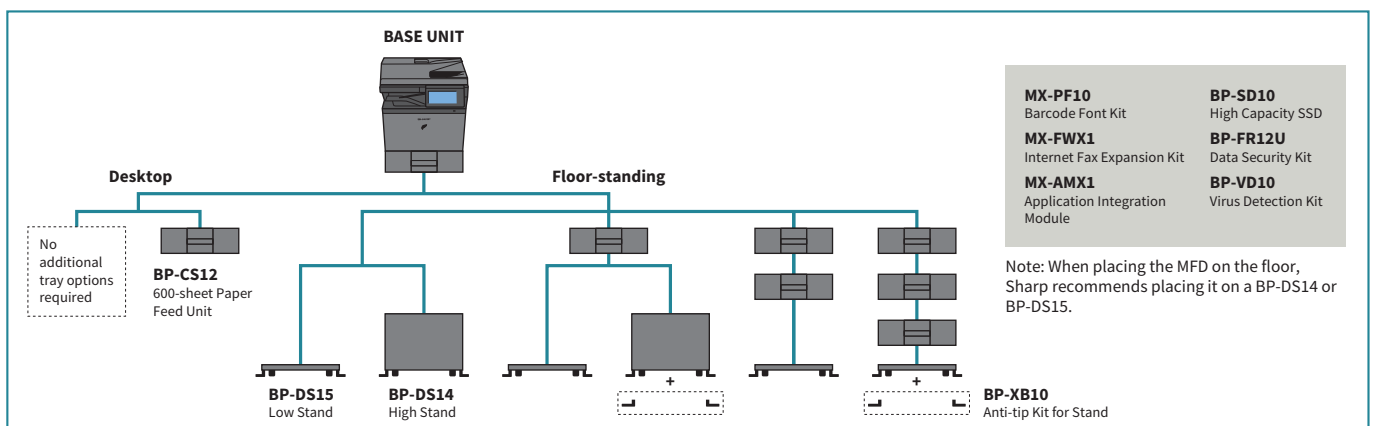 BASE UNIT
Desktop
Floor-standing
No
additional
tray options
required
BP-CS12
600-sheet Paper
Feed Unit
BP-DS15
Low Stand
BP-DS14
High Stand
+
+
BP-XB10
Anti-tip Kit for Stand
MX-PF10
Barcode Font Kit
MX-FWX1
Internet Fax Expansion Kit
MX-AMX1
Application Integration
Module
BP-SD10
High Capacity SSD
BP-FR12U
Data Security Kit
BP-VD10
Virus Detection Kit
Note: When placing the MFD on the floor,
Sharp recommends placing it on a BP-DS14 or
BP-DS15.